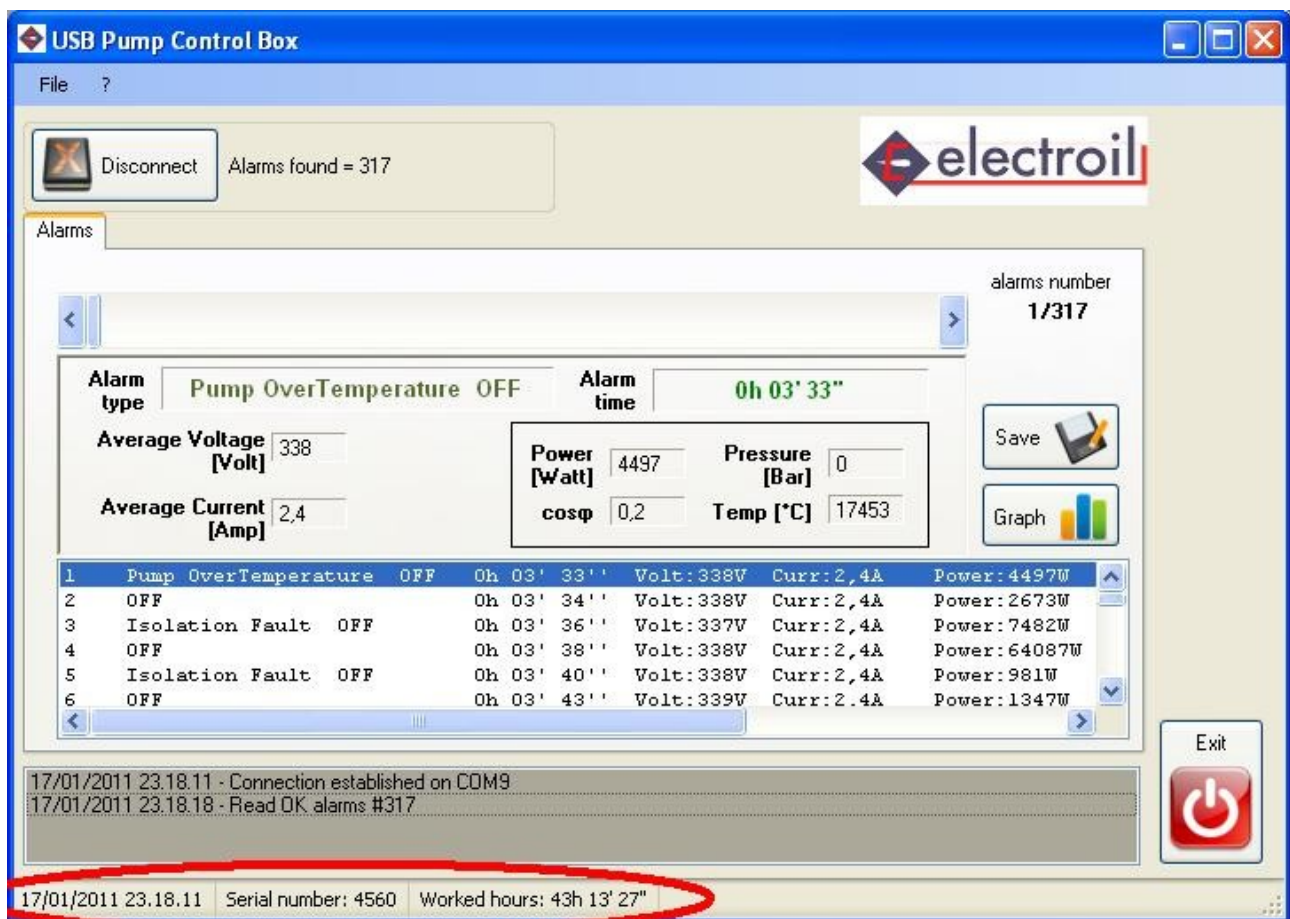 USB Pump Control Box
File ?
Disconnect Alarms found = 317
electroil
Alarms
alarms number
1/317
Alarm type Pump OverTemperature OFF Alarm time 0h 03' 33"
Average Voltage [Volt] 338
Power [Watt] 4497 Pressure [Bar] 0
Average Current [Amp] 2,4
cosφ 0,2 Temp [°C] 17453
Save
Graph
1 Pump OverTemperature OFF 0h 03' 33'' Volt:338V Curr:2,4A Power:4497W
2 OFF 0h 03' 34'' Volt:338V Curr:2,4A Power:2673W
3 Isolation Fault OFF 0h 03' 36'' Volt:337V Curr:2,4A Power:7482W
4 OFF 0h 03' 38'' Volt:338V Curr:2,4A Power:64087W
5 Isolation Fault OFF 0h 03' 40'' Volt:338V Curr:2,4A Power:981W
6 OFF 0h 03' 43'' Volt:339V Curr:2.4A Power:1347W
Exit
17/01/2011 23.18.11 - Connection established on COM9
17/01/2011 23.18.18 - Read OK alarms #317
17/01/2011 23.18.11 Serial number: 4560 Worked hours: 43h 13' 27"